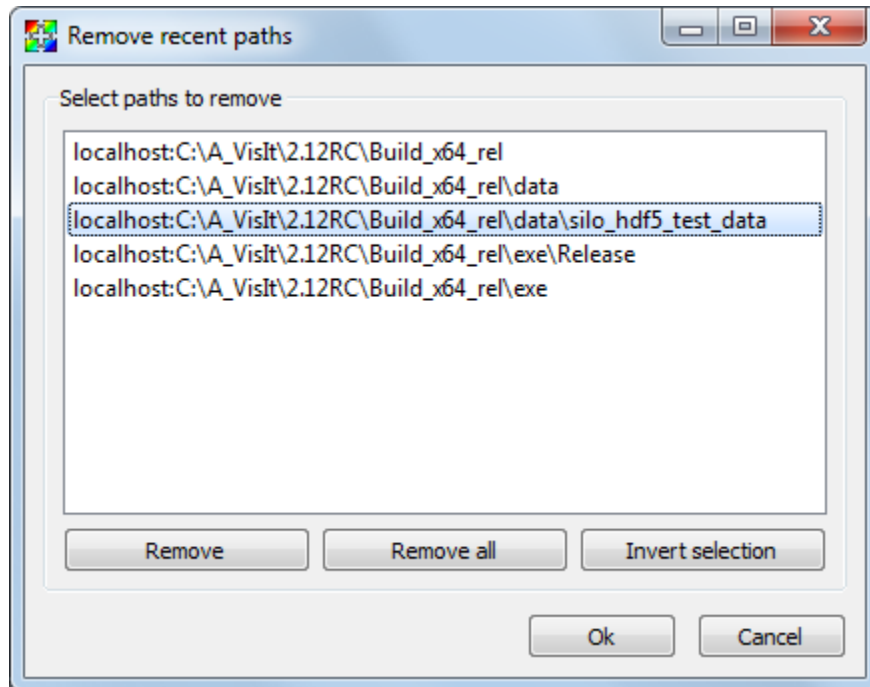 Remove recent paths
Select paths to remove
localhost:C:\A_VisIt\2.12RC\Build_x64_rel
localhost:C:\A_VisIt\2.12RC\Build_x64_rel\data
localhost:C:\A_VisIt\2.12RC\Build_x64_rel\data\silo_hdf5_test_data
localhost:C:\A_VisIt\2.12RC\Build_x64_rel\exe\Release
localhost:C:\A_VisIt\2.12RC\Build_x64_rel\exe
Remove Remove all Invert selection
Ok Cancel